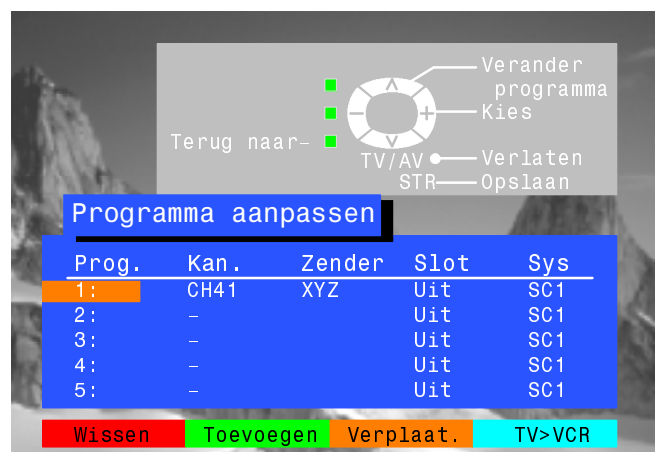 Verander
programma
Kies
Terug naar–
TV/AV Verlaten
STR Opslaan
Programma aanpassen
Prog. Kan. Zender Slot Sys
1: CH41 XYZ Uit SC1
2: – Uit SC1
3: – Uit SC1
4: – Uit SC1
5: – Uit SC1
Wissen Toevoegen Verplaat. TV>VCR